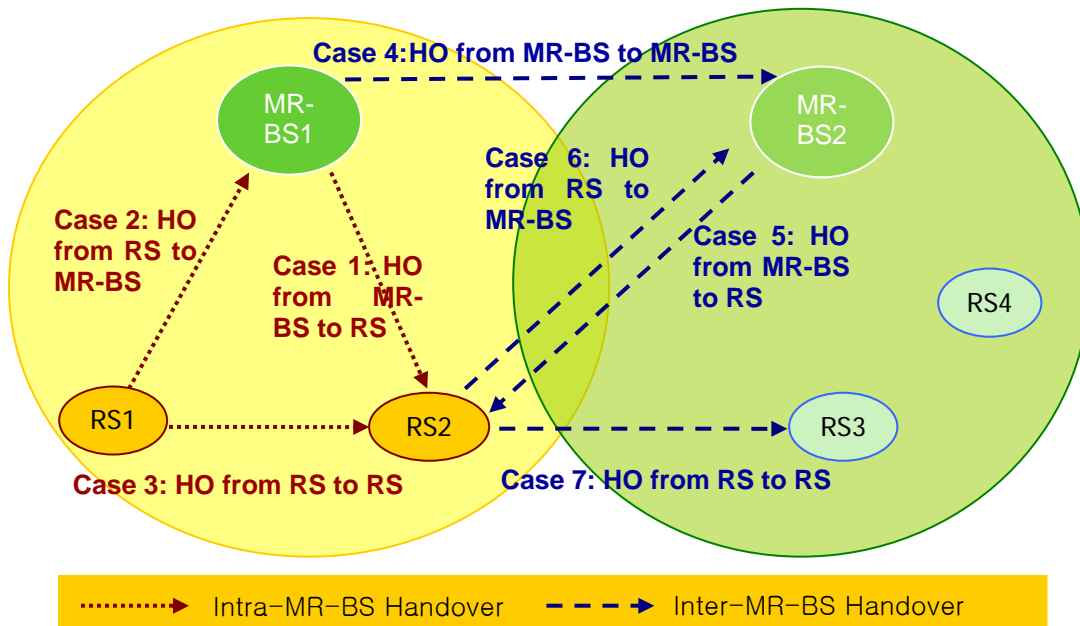 Case 4:HO from MR-BS to MR-BS
MR-
BS1
MR-
BS2
Case 6: HO
from RS to
MR-BS
Case 2: HO
from RS to
MR-BS
Case 1: HO
from MR-
BS to RS
Case 5: HO
from MR-BS
to RS
RS4
RS1
RS2
RS3
Case 3: HO from RS to RS
Case 7: HO from RS to RS
Intra-MR-BS Handover
Inter-MR-BS Handover